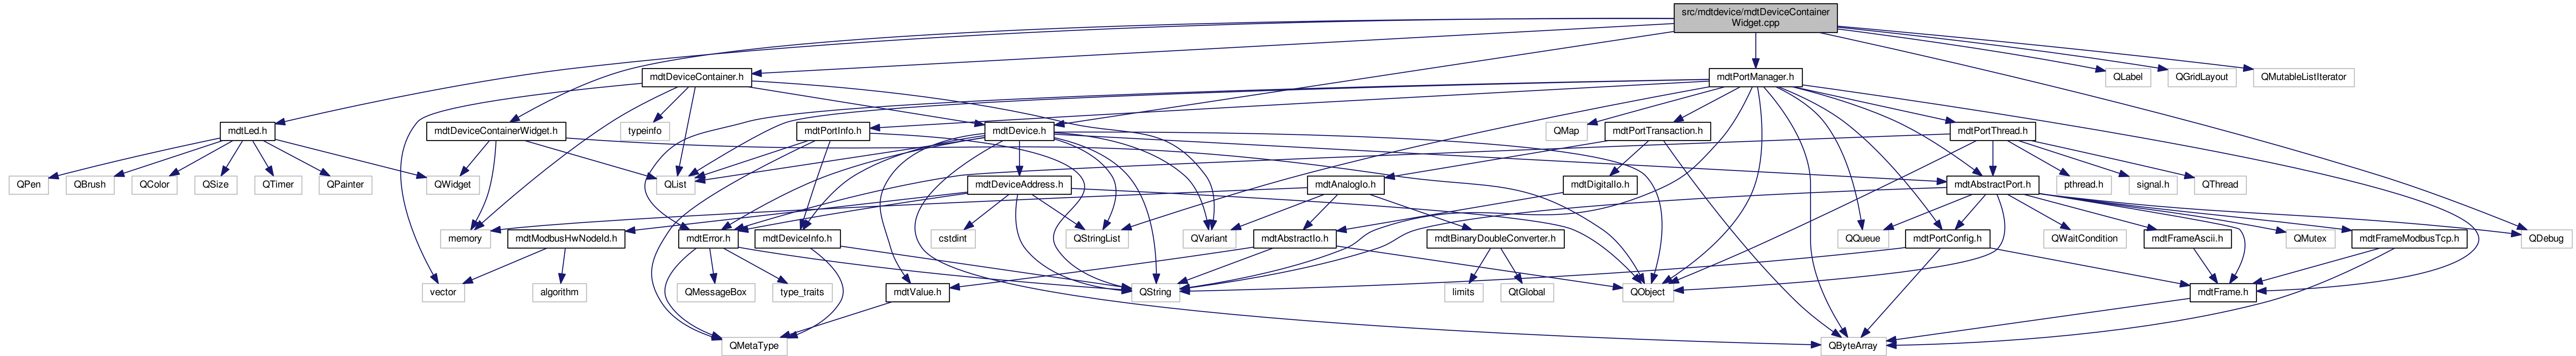 src/mdtdevice/mdtDeviceContainer
Widget.cpp
mdtDeviceContainer.h
mdtPortManager.h
QLabel
QGridLayout
QMutableListIterator
mdtLed.h
mdtDeviceContainerWidget.h
typeinfo
mdtPortInfo.h
mdtDevice.h
QMap
mdtPortTransaction.h
mdtPortThread.h
QPen
QBrush
QColor
QSize
QTimer
QPainter
QWidget
QList
mdtDeviceAddress.h
mdtAnalogIo.h
mdtDigitalIo.h
mdtAbstractPort.h
pthread.h
signal.h
QThread
memory
mdtModbusHwNodeId.h
mdtError.h
mdtDeviceInfo.h
cstdint
QStringList
QVariant
mdtAbstractIo.h
mdtBinaryDoubleConverter.h
QQueue
mdtPortConfig.h
QWaitCondition
mdtFrameAscii.h
QMutex
mdtFrameModbusTcp.h
QDebug
vector
algorithm
QMessageBox
type_traits
mdtValue.h
QString
limits
QtGlobal
QObject
mdtFrame.h
QMetaType
QByteArray